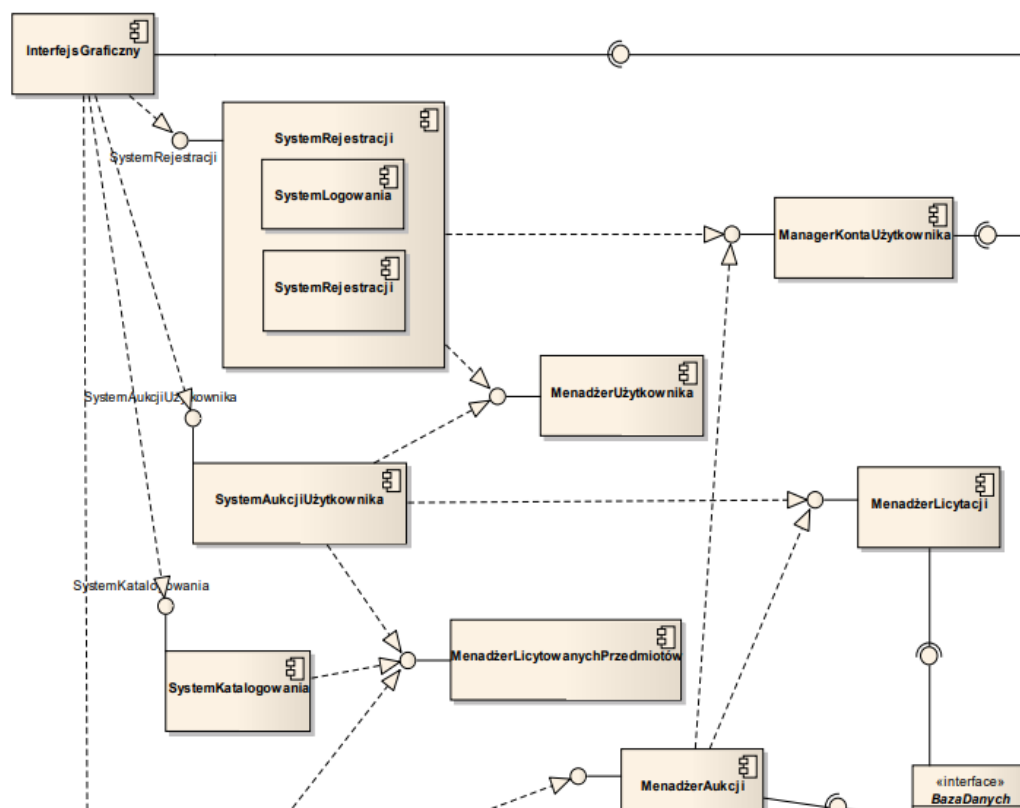 InterfejsGraficzny
SystemRejestracji
SystemRejestracji
SystemLogowania
SystemRejestracji
ManagerKontaUżytkownika
MenadżerUżytkownika
SystemAukcjiUżytkownika
SystemAukcjiUżytkownika
MenadżerLicytacji
SystemKatalogowania
MenadżerLicytowanychPrzedmiotów
SystemKatalogowania
MenadżerAukcji
«interface»
BazaDanych